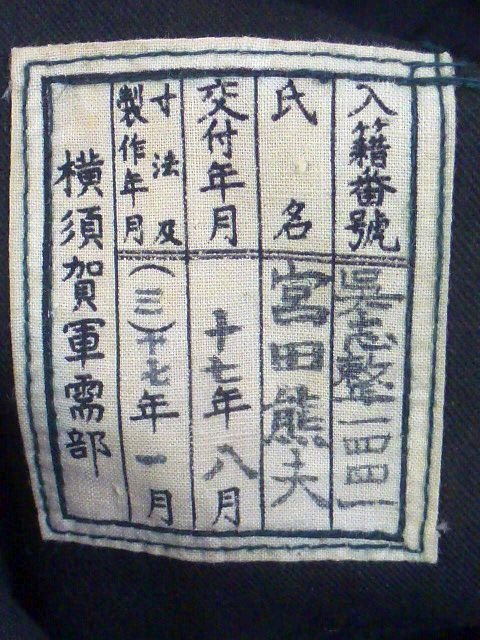 入籍番號 吳志整一四四一
氏名 宮田熊夫
交付年月 十七年八月
寸法及
製作年月 (三)十七年一月
横須賀軍需部